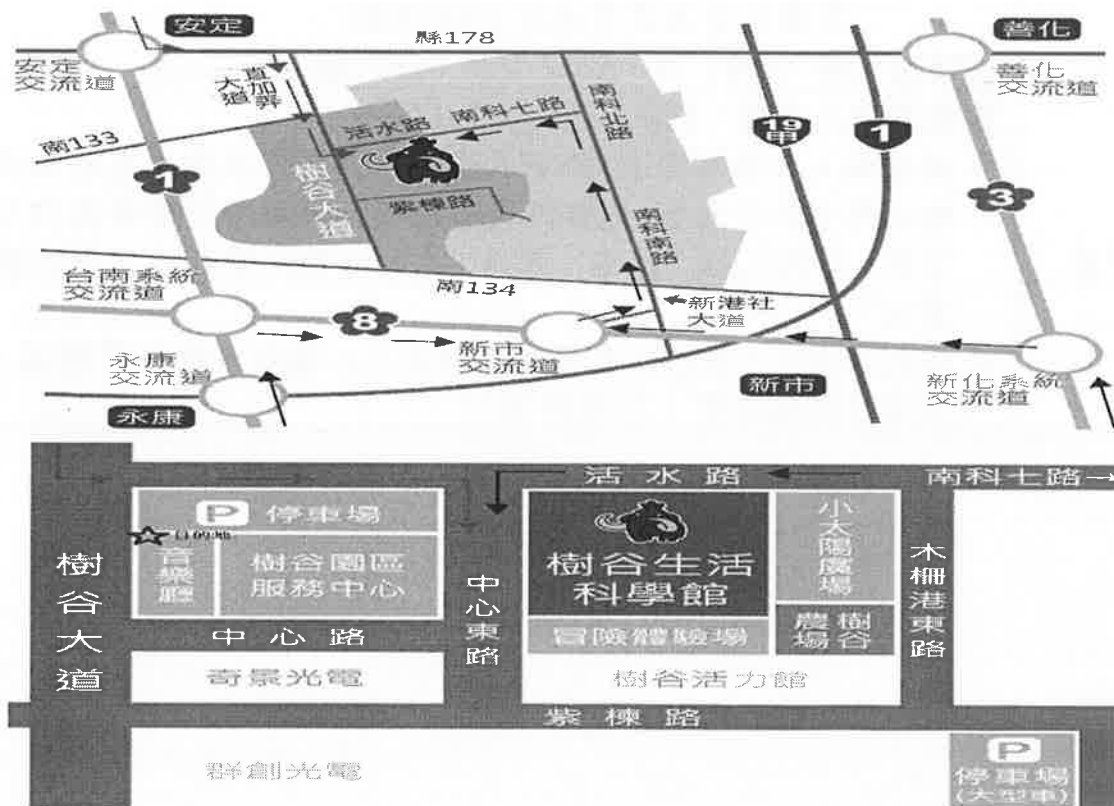 安定
縣178
善化
安定
交流道
善化
交流道
直加弄
大道
南科北路
南科七路
活水路
南133
19甲
1
1
3
樹谷大道
紫楝路
南科南路
台南系統
交流道
南134
新港社
大道
8
新市
交流道
永康
交流道
新市
新化系統
交流道
永康
活水路
南科七路
P 停車場
小太陽廣場
樹谷大道
音樂廳
樹谷園區
服務中心
中心東路
樹谷生活
科學館
木柵港東路
樹谷
農場
中心路
冒險體驗場
奇景光電
樹谷活力館
紫楝路
群創光電
P
停車場
(大型車)